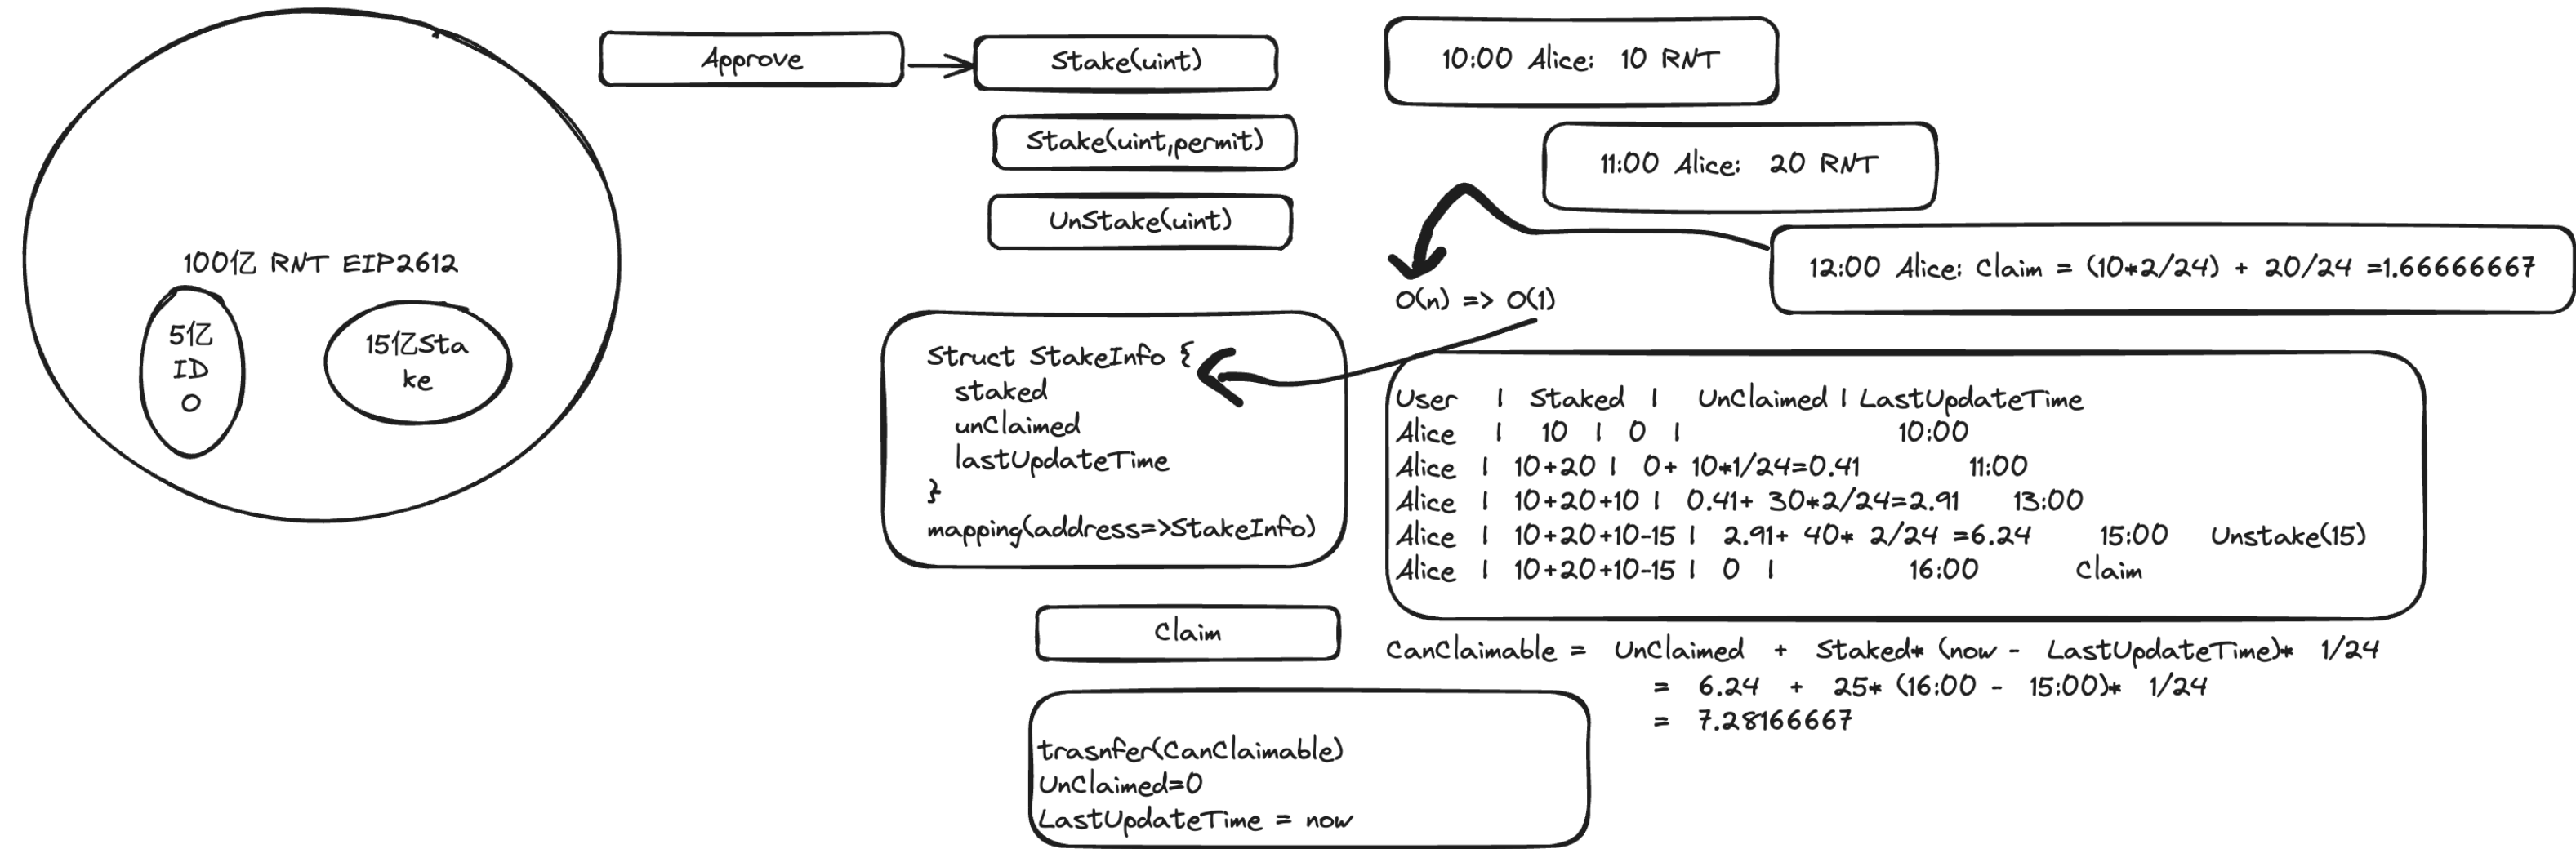 100亿 RNT EIP2612
5亿
ID
O
15亿Sta
ke
Approve
Stake(uint)
Stake(uint,permit)
UnStake(uint)
10:00 Alice: 10 RNT
11:00 Alice: 20 RNT
12:00 Alice: Claim = (10*2/24) + 20/24 =1.66666667
O(n) => O(1)
Struct StakeInfo {
staked
unClaimed
lastUpdateTime
}
mapping(address=>StakeInfo)
User | Staked | UnClaimed | LastUpdateTime
Alice | 10 | 0 | 10:00
Alice | 10+20 | 0+ 10*1/24=0.41 11:00
Alice | 10+20+10 | 0.41+ 30*2/24=2.91 13:00
Alice | 10+20+10-15 | 2.91+ 40* 2/24 =6.24 15:00 Unstake(15)
Alice | 10+20+10-15 | 0 | 16:00 Claim
Claim
CanClaimable = UnClaimed + Staked* (now - LastUpdateTime)* 1/24
= 6.24 + 25* (16:00 - 15:00)* 1/24
= 7.28166667
trasnfer(CanClaimable)
UnClaimed=0
LastUpdateTime = now